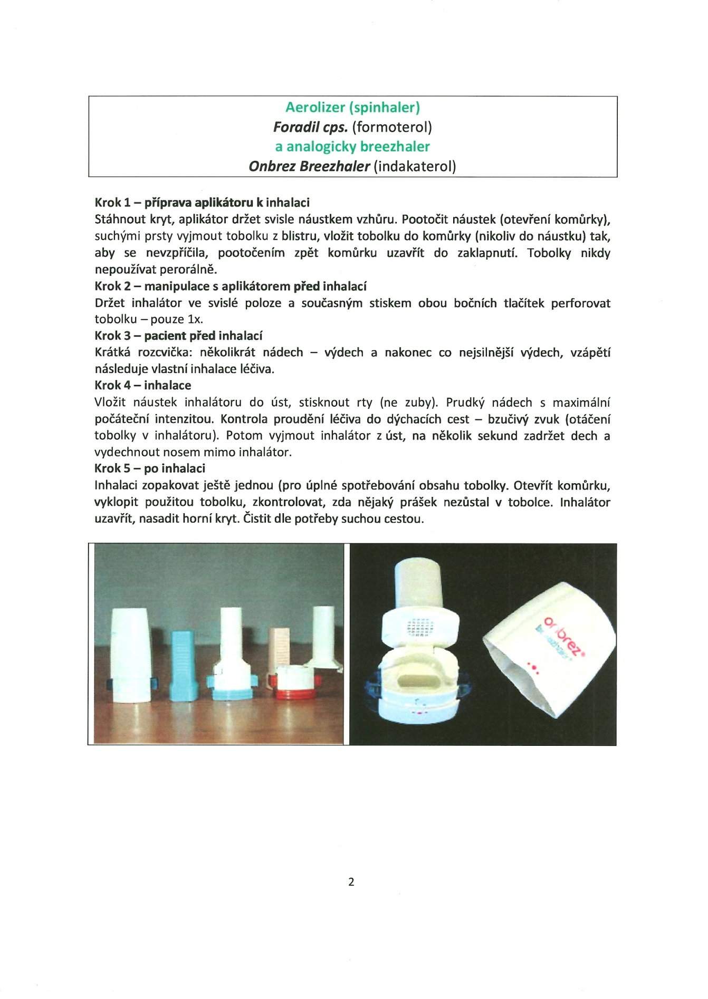 Aerolizer (spinhaler)
Foradil cps. (formoterol)
a analogicky breezhaler
Onbrez Breezhaler (indakaterol)
Krok 1 – příprava aplikátoru k inhalaci
Stáhnout kryt, aplikátor držet svisle náustkem vzhůru. Pootočit náustek (otevření komůrky),
suchými prsty vyjmout tobolku z blistru, vložit tobolku do komůrky (nikoliv do náustku) tak,
aby se nevzpříčila, pootočením zpět komůrku uzavřít do zaklapnutí. Tobolky nikdy
nepoužívat perorálně.
Krok 2 – manipulace s aplikátorem před inhalací
Držet inhalátor ve svislé poloze a současným stiskem obou bočních tlačítek perforovat
tobolku – pouze 1x.
Krok 3 – pacient před inhalací
Krátká rozcvička: několikrát nádech – výdech a nakonec co nejsilnější výdech, vzápětí
následuje vlastní inhalace léčiva.
Krok 4 – inhalace
Vložit náustek inhalátoru do úst, stisknout rty (ne zuby). Prudký nádech s maximální
počáteční intenzitou. Kontrola proudění léčiva do dýchacích cest – bzučivý zvuk (otáčení
tobolky v inhalátoru). Potom vyjmout inhalátor z úst, na několik sekund zadržet dech a
vydechnout nosem mimo inhalátor.
Krok 5 – po inhalaci
Inhalaci zopakovat ještě jednou (pro úplné spotřebování obsahu tobolky. Otevřít komůrku,
vyklopit použitou tobolku, zkontrolovat, zda nějaký prášek nezůstal v tobolce. Inhalátor
uzavřít, nasadit horní kryt. Čistit dle potřeby suchou cestou.
onbrez®
breezhaler®
2